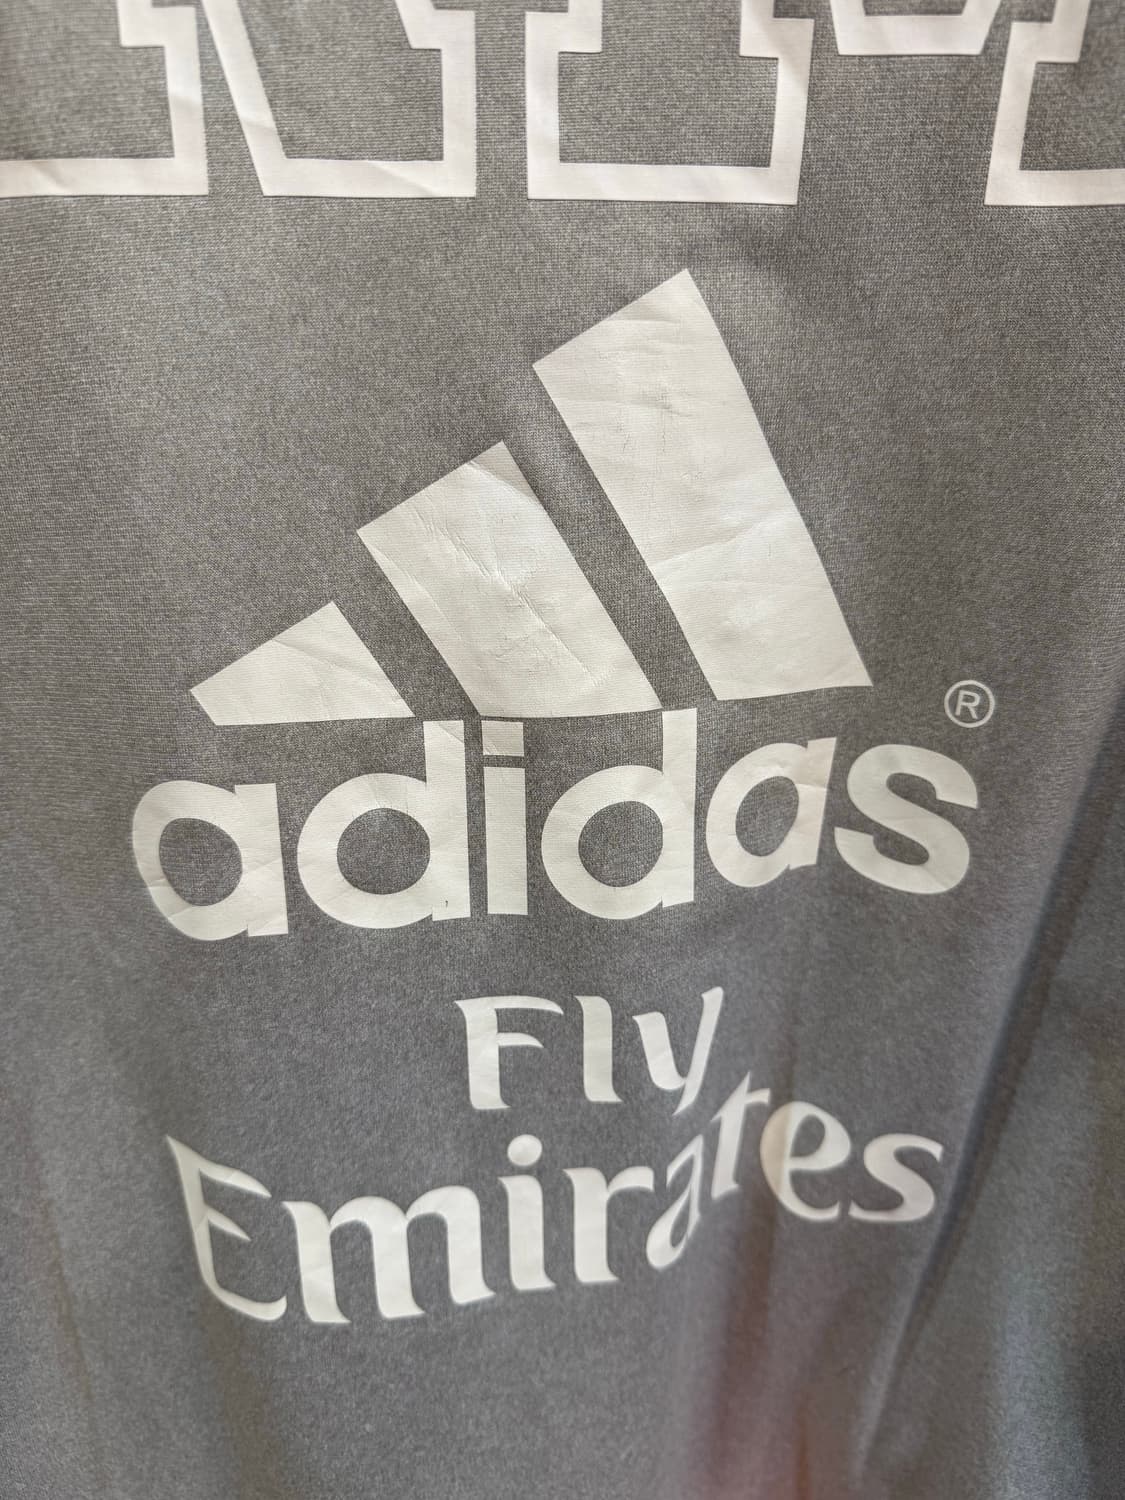 ®
adidas
Fly
Emirates